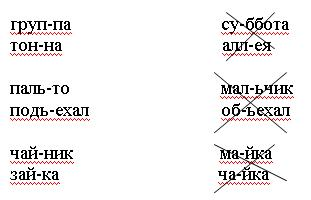 груп-па су-ббота
тон-на алл-ея
паль-то мал-ьчик
подь-ехал об-ьехал
чай-ник ма-йка
зай-ка ча-йка